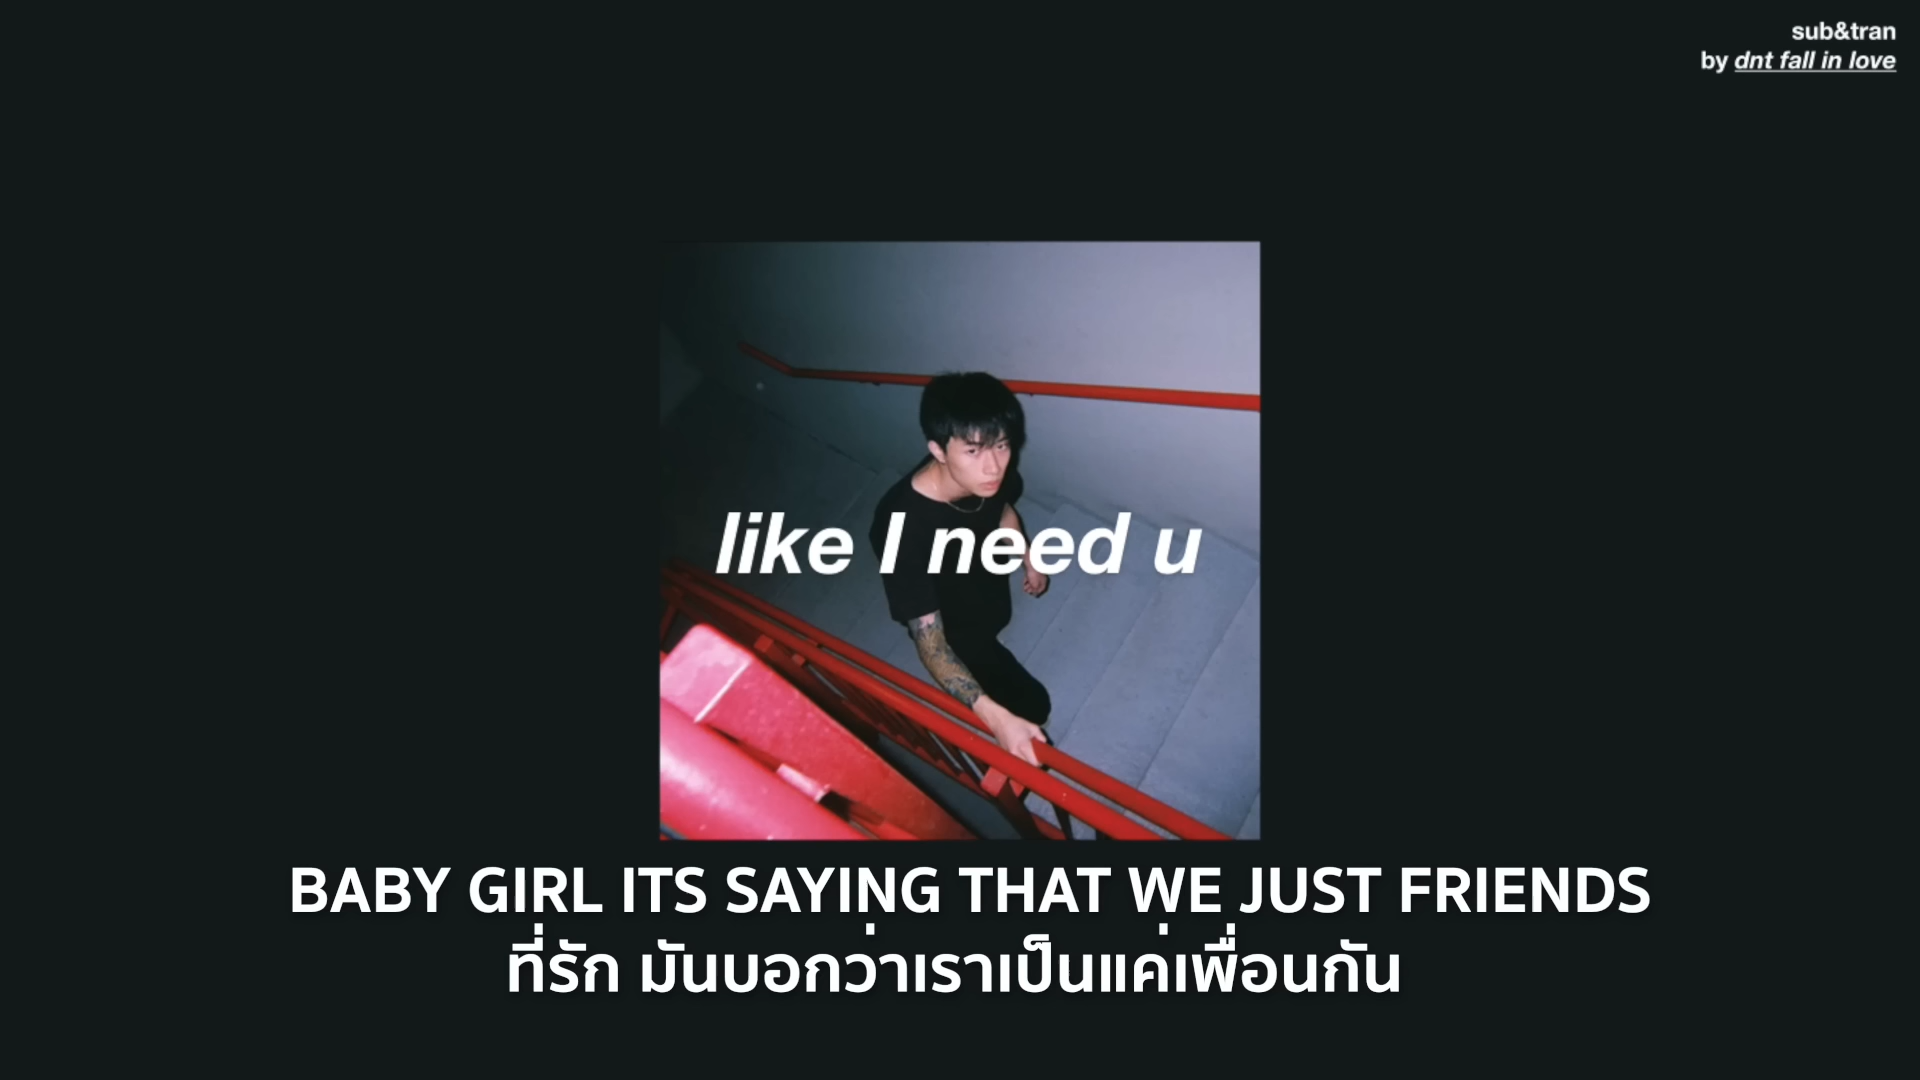 sub&tran
by dnt fall in love
like I need u
BABY GIRL ITS SAYING THAT WE JUST FRIENDS
ที่รัก มันบอกว่าเราเป็นแค่เพื่อนกัน